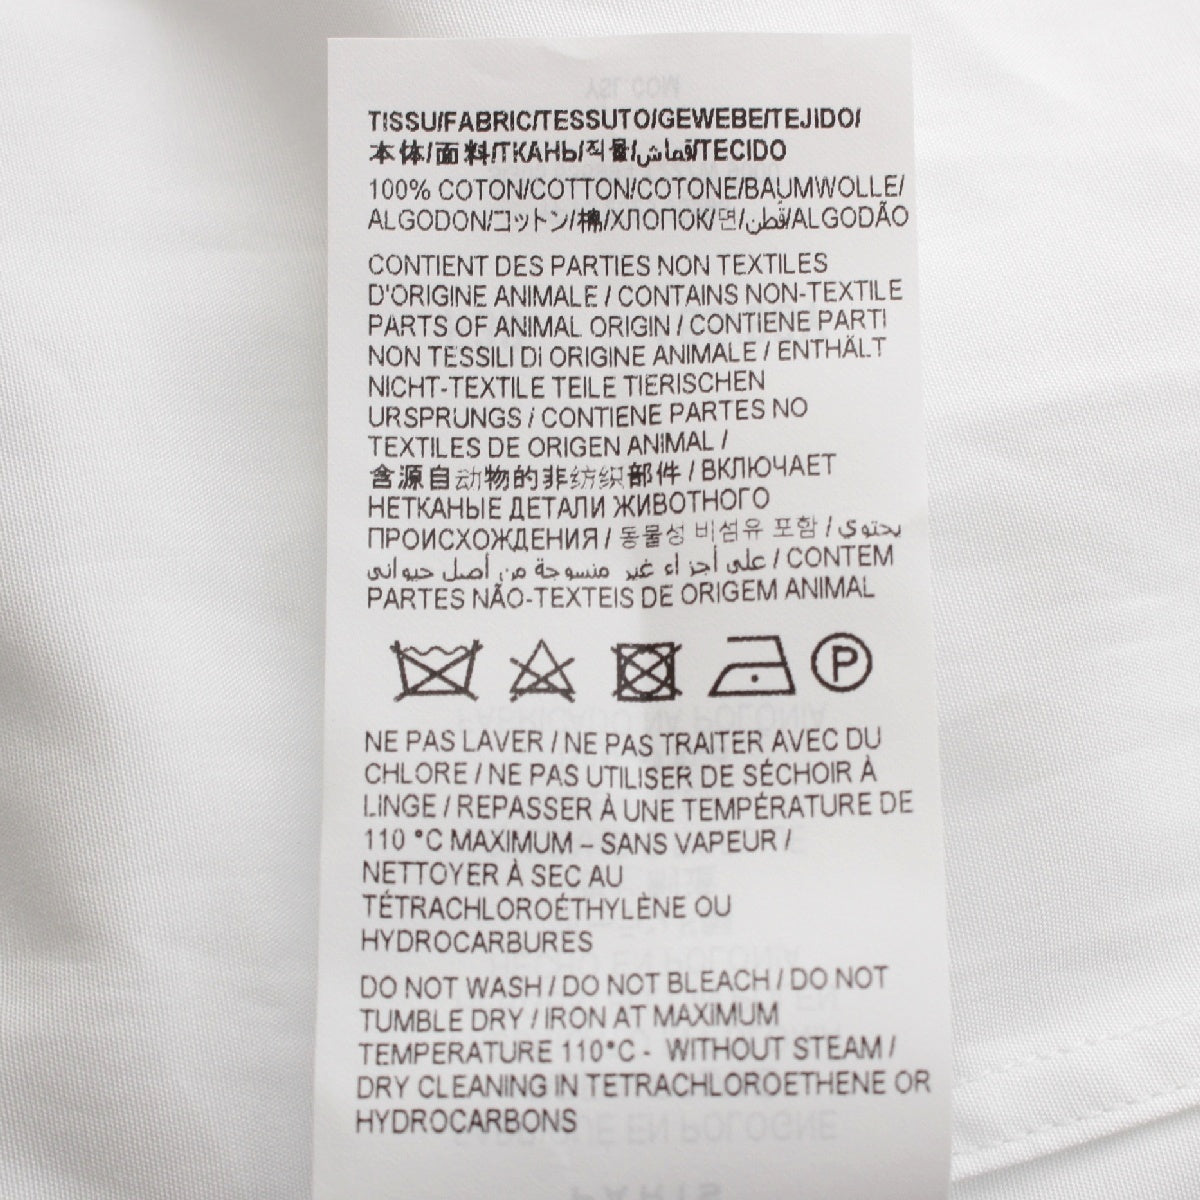 TISSU/FABRIC/TESSUTO/GEWEBE/TEJIDO/
本体/面料/ТКАНЬ/직물/قماش/TECIDO
100% COTON/COTTON/COTONE/BAUMWOLLE/
ALGODON/コットン/棉/ХЛОПОК/면/قطن/ALGODÃO
CONTIENT DES PARTIES NON TEXTILES
D'ORIGINE ANIMALE / CONTAINS NON-TEXTILE
PARTS OF ANIMAL ORIGIN / CONTIENE PARTI
NON TESSILI DI ORIGINE ANIMALE / ENTHÄLT
NICHT-TEXTILE TEILE TIERISCHEN
URSPRUNGS / CONTIENE PARTES NO
TEXTILES DE ORIGEN ANIMAL /
含源自动物的非纺织部件 / ВКЛЮЧАЕТ
НЕТКАНЫЕ ДЕТАЛИ ЖИВОТНОГО
ПРОИСХОЖДЕНИЯ / 동물성 비섬유 포함 / يحتوي
على أجزاء غير منسوجة من أصل حيواني / CONTEM
PARTES NÃO-TEXTEIS DE ORIGEM ANIMAL
P
NE PAS LAVER / NE PAS TRAITER AVEC DU
CHLORE / NE PAS UTILISER DE SÉCHOIR À
LINGE / REPASSER À UNE TEMPÉRATURE DE
110 °C MAXIMUM – SANS VAPEUR /
NETTOYER À SEC AU
TÉTRACHLOROÉTHYLÈNE OU
HYDROCARBURES
DO NOT WASH / DO NOT BLEACH / DO NOT
TUMBLE DRY / IRON AT MAXIMUM
TEMPERATURE 110°C - WITHOUT STEAM /
DRY CLEANING IN TETRACHLOROETHENE OR
HYDROCARBONS